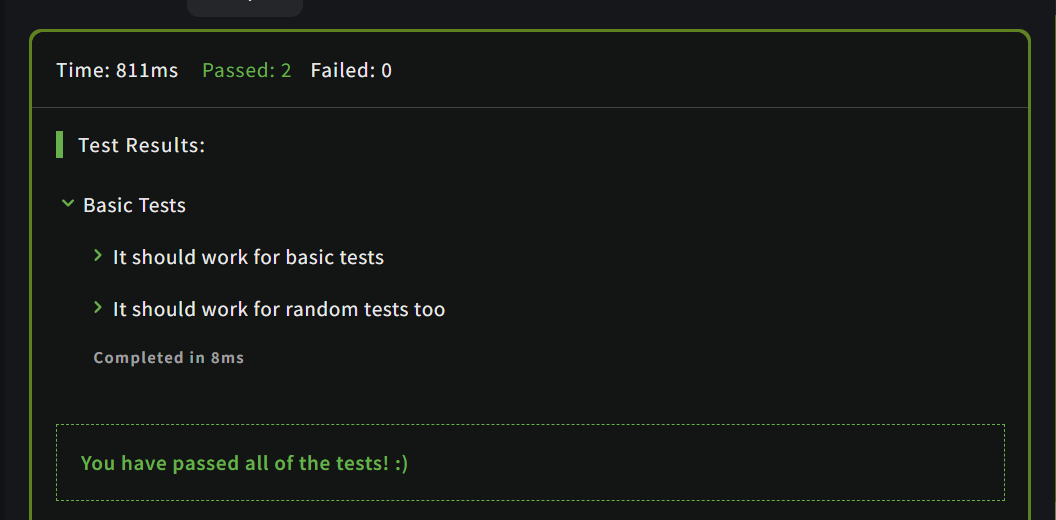 Time: 811ms Passed: 2 Failed: 0
Test Results:
Basic Tests
It should work for basic tests
It should work for random tests too
Completed in 8ms
You have passed all of the tests! :)